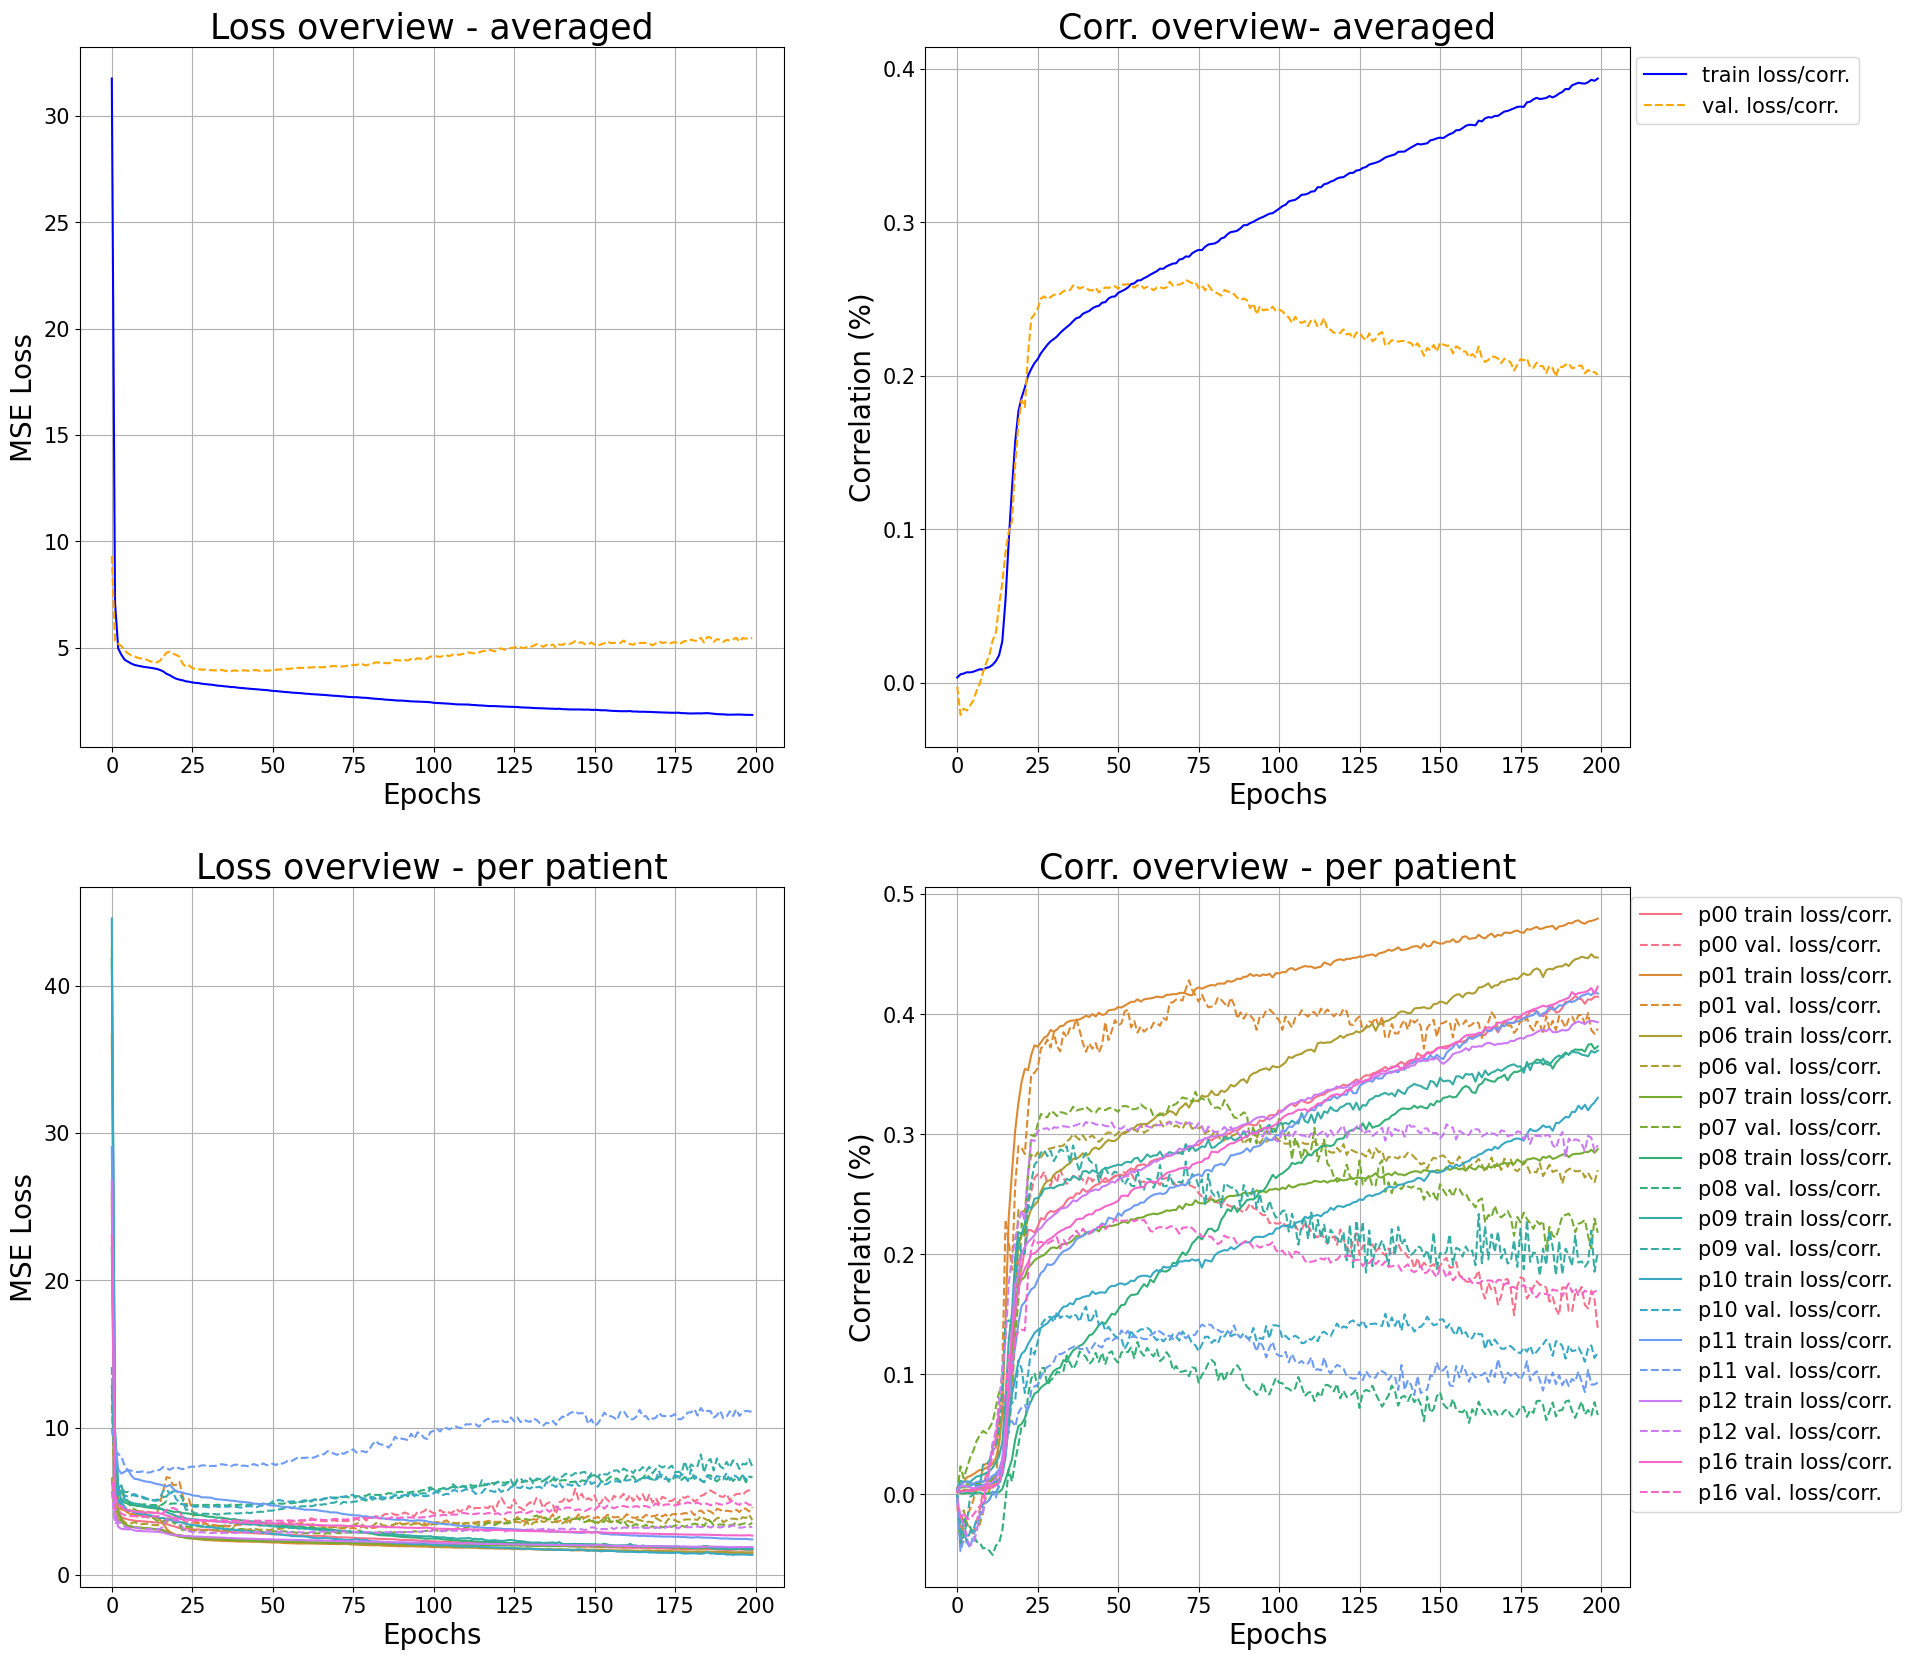 Loss overview - averaged
30
25
20
15
10
5
MSE Loss
0 25 50 75 100 125 150 175 200
Epochs
Corr. overview- averaged
0.4
0.3
0.2
0.1
0.0
Correlation (%)
0 25 50 75 100 125 150 175 200
Epochs
train loss/corr.
val. loss/corr.
Loss overview - per patient
40
30
20
10
0
MSE Loss
0 25 50 75 100 125 150 175 200
Epochs
Corr. overview - per patient
0.5
0.4
0.3
0.2
0.1
0.0
Correlation (%)
0 25 50 75 100 125 150 175 200
Epochs
p00 train loss/corr.
p00 val. loss/corr.
p01 train loss/corr.
p01 val. loss/corr.
p06 train loss/corr.
p06 val. loss/corr.
p07 train loss/corr.
p07 val. loss/corr.
p08 train loss/corr.
p08 val. loss/corr.
p09 train loss/corr.
p09 val. loss/corr.
p10 train loss/corr.
p10 val. loss/corr.
p11 train loss/corr.
p11 val. loss/corr.
p12 train loss/corr.
p12 val. loss/corr.
p16 train loss/corr.
p16 val. loss/corr.